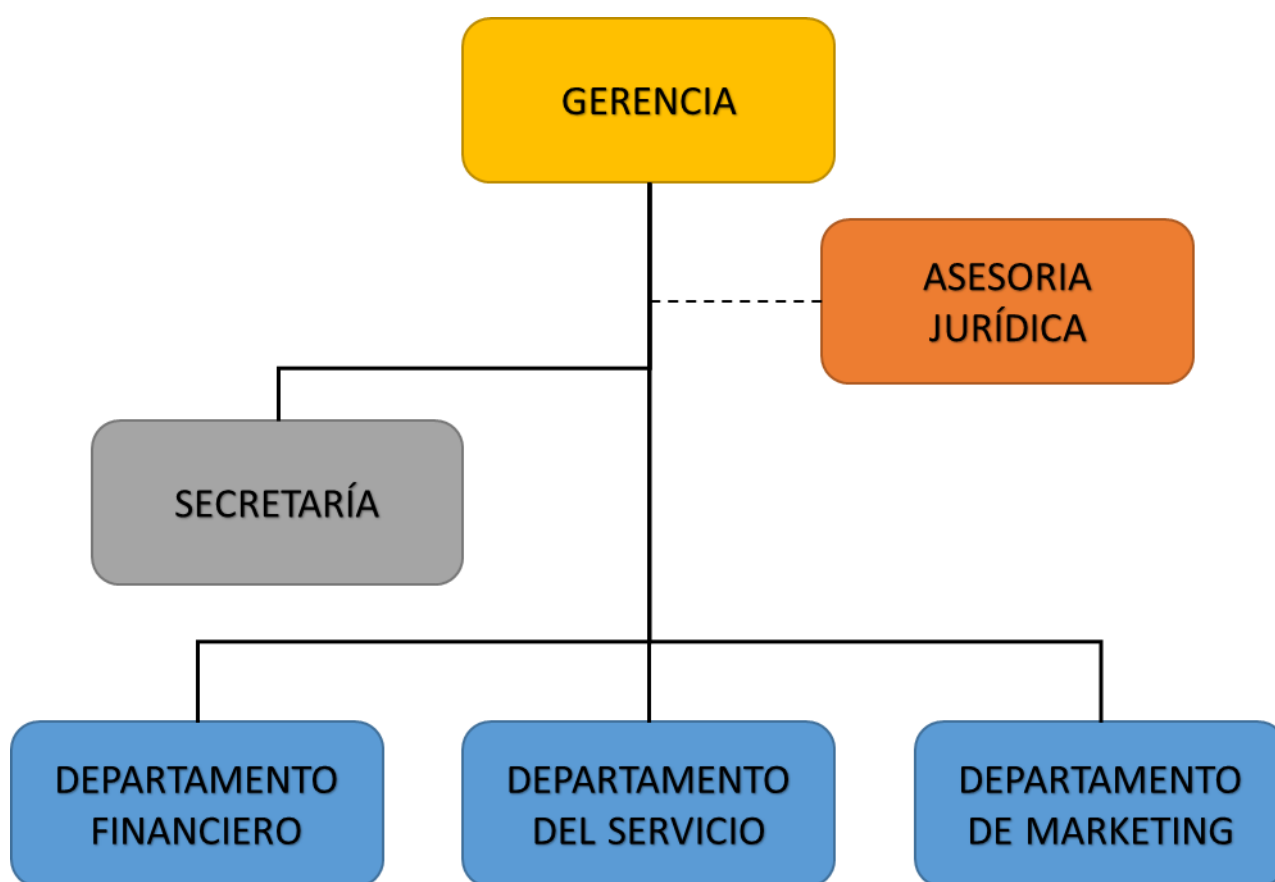 GERENCIA
ASESORIA
JURÍDICA
SECRETARÍA
DEPARTAMENTO
FINANCIERO
DEPARTAMENTO
DEL SERVICIO
DEPARTAMENTO
DE MARKETING